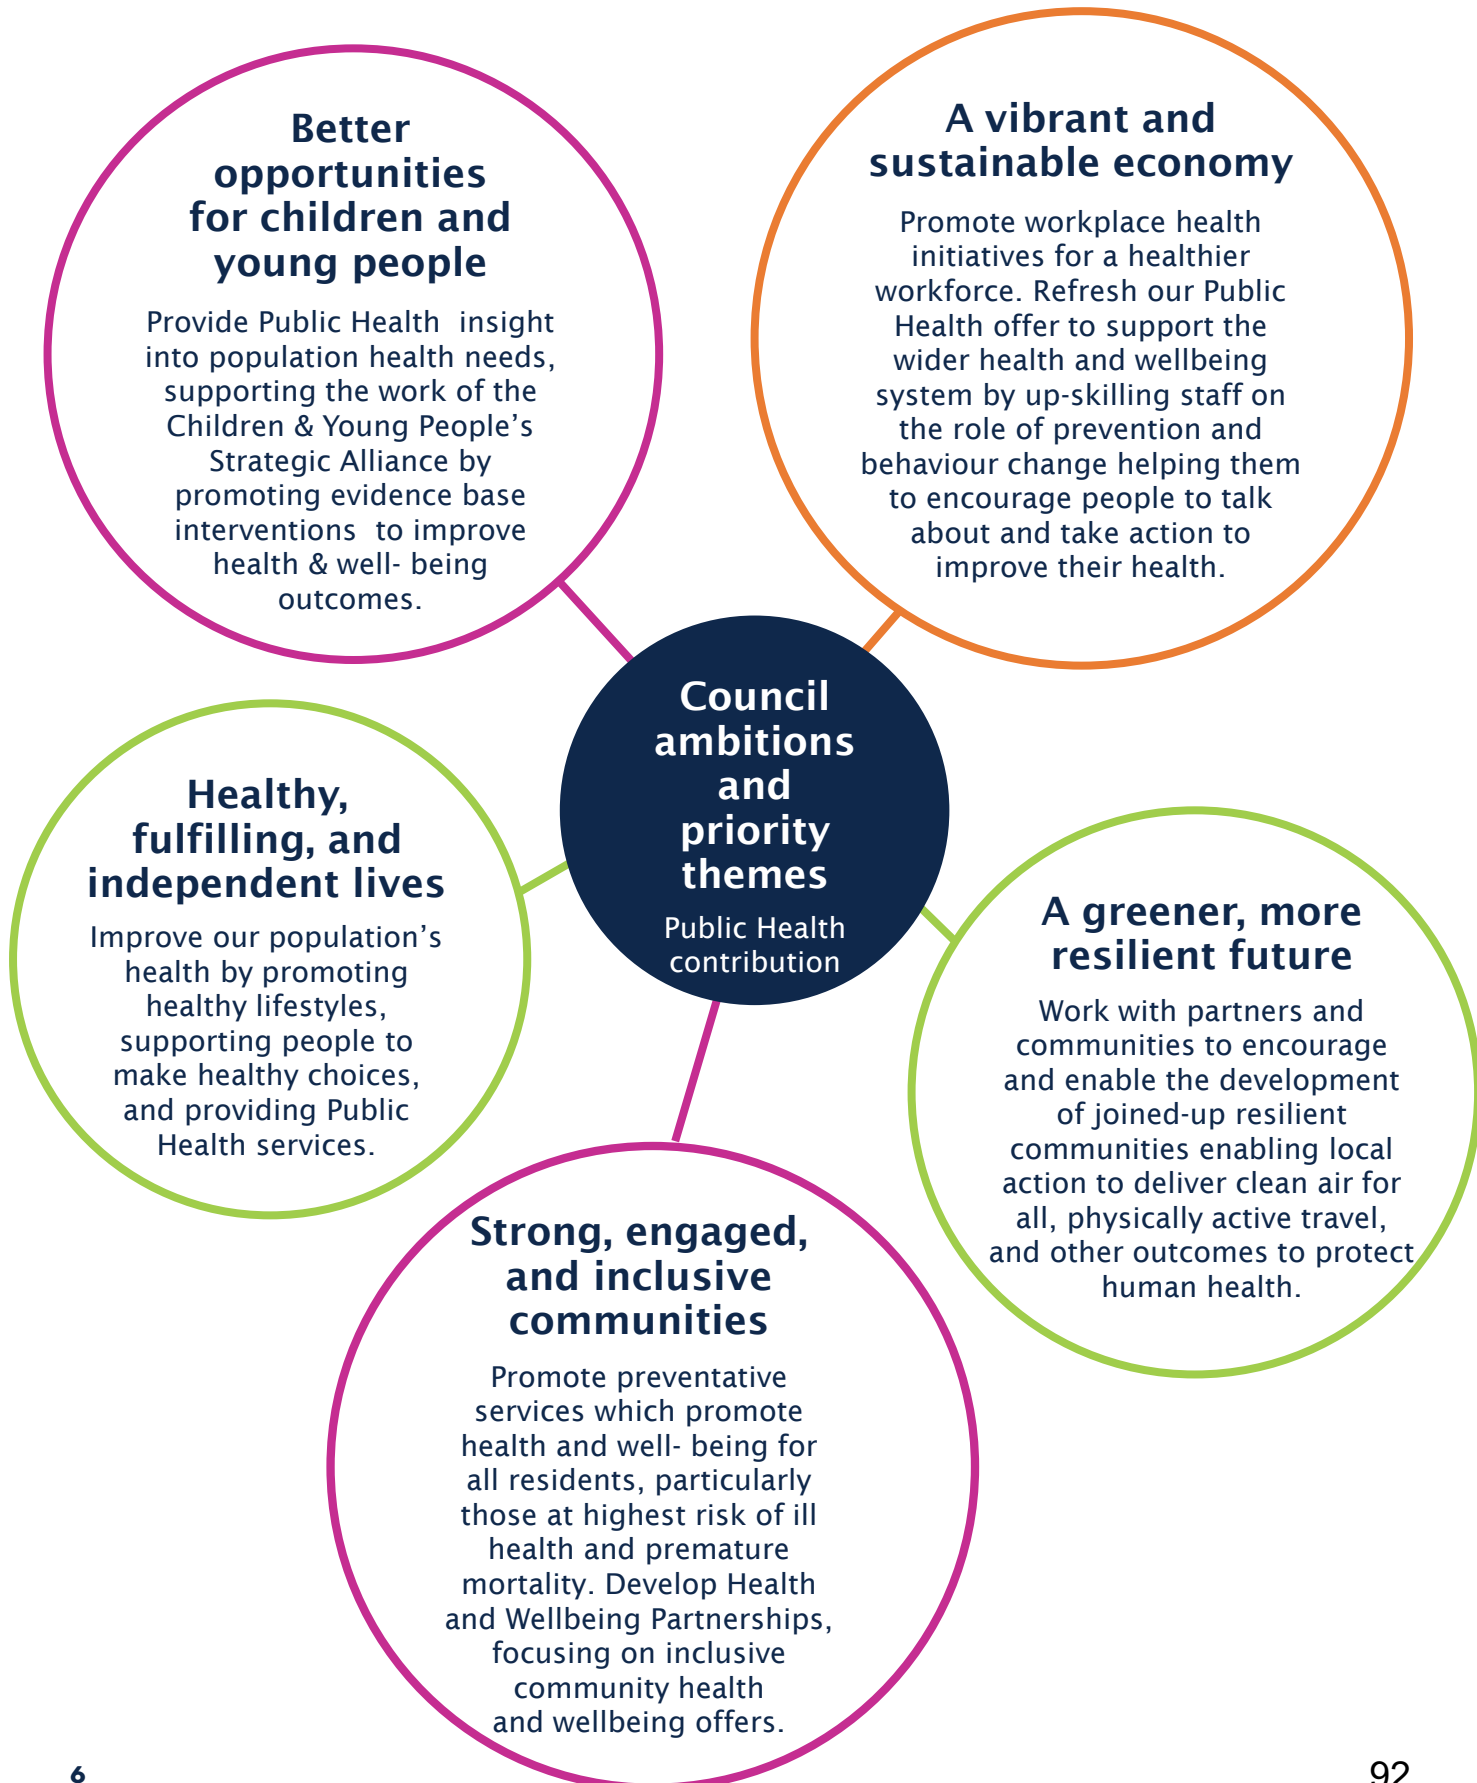 Better
opportunities
for children and
young people
Provide Public Health  insight
into population health needs,
supporting the work of the
Children & Young People’s
Strategic Alliance by
promoting evidence base
interventions  to improve
health & well- being
outcomes.
A vibrant and
sustainable economy
Promote workplace health
initiatives for a healthier
workforce. Refresh our Public
Health offer to support the
wider health and wellbeing
system by up-skilling staff on
the role of prevention and
behaviour change helping them
to encourage people to talk
about and take action to
improve their health.
Council
ambitions
and
priority
themes
Public Health
contribution
Healthy,
fulfilling, and
independent lives
Improve our population’s
health by promoting
healthy lifestyles,
supporting people to
make healthy choices,
and providing Public
Health services.
A greener, more
resilient future
Work with partners and
communities to encourage
and enable the development
of joined-up resilient
communities enabling local
action to deliver clean air for
all, physically active travel,
and other outcomes to protect
human health.
Strong, engaged,
and inclusive
communities
Promote preventative
services which promote
health and well- being for
all residents, particularly
those at highest risk of ill
health and premature
mortality. Develop Health
and Wellbeing Partnerships,
focusing on inclusive
community health
and wellbeing offers.
6
92